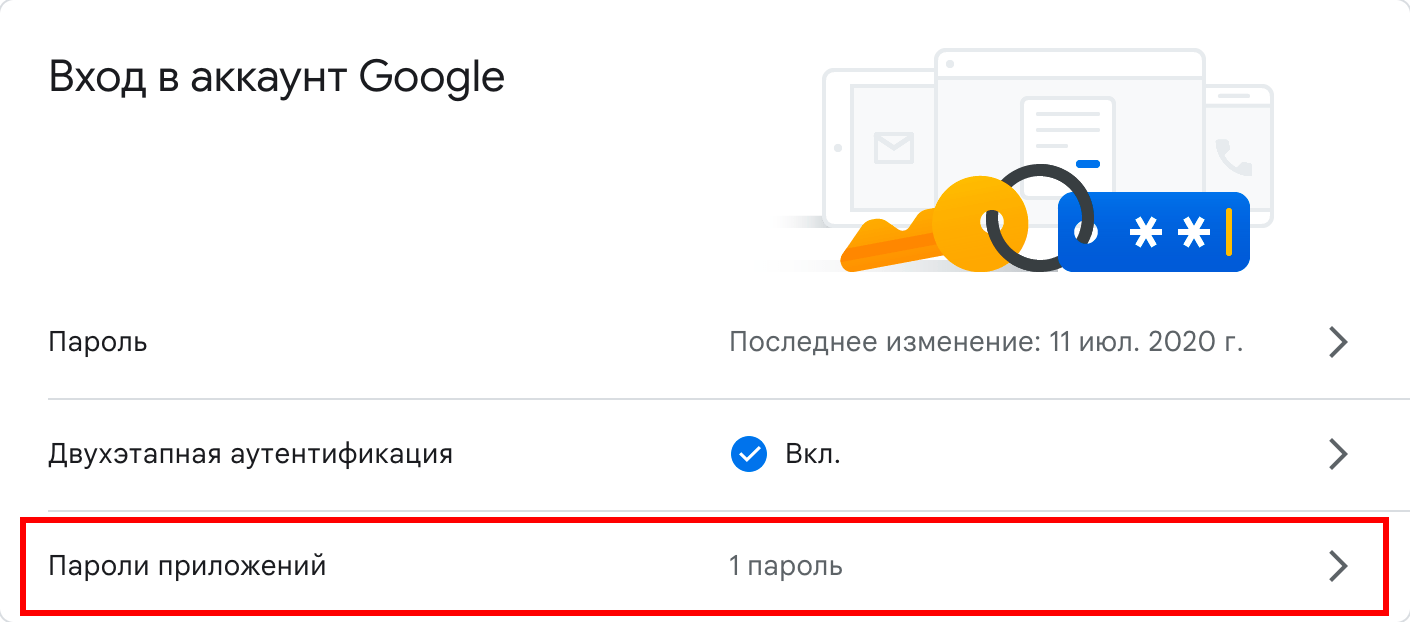 Вход в аккаунт Google
* *
Пароль Последнее изменение: 11 июл. 2020 г.
Двухэтапная аутентификация Вкл.
Пароли приложений 1 пароль